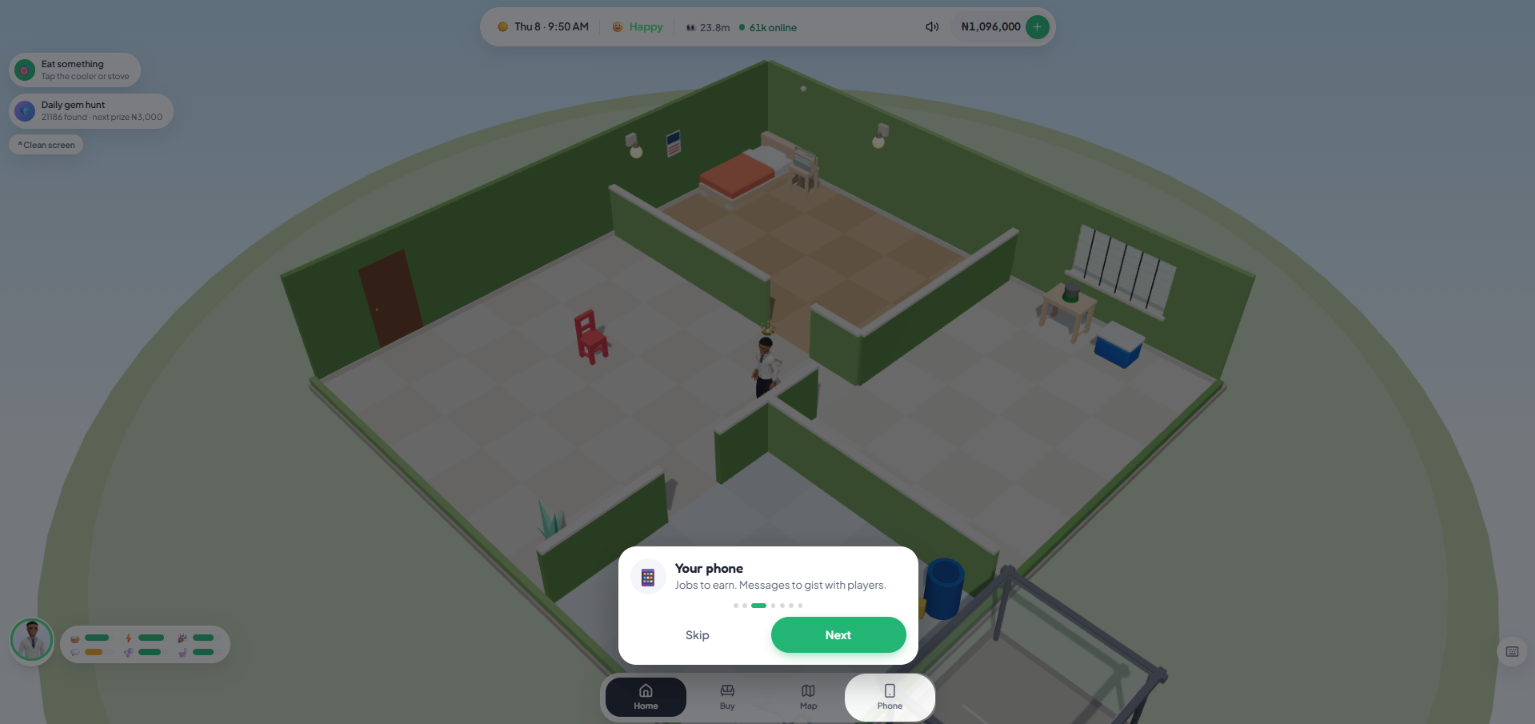 Thu 8 · 9:50 AM
Happy
23.8m
61k online
₦1,096,000
+
Eat something
Tap the cooler or stove
Daily gem hunt
21186 found · next prize ₦3,000
^ Clean screen
Your phone
Jobs to earn. Messages to gist with players.
Skip
Next
Home
Buy
Map
Phone